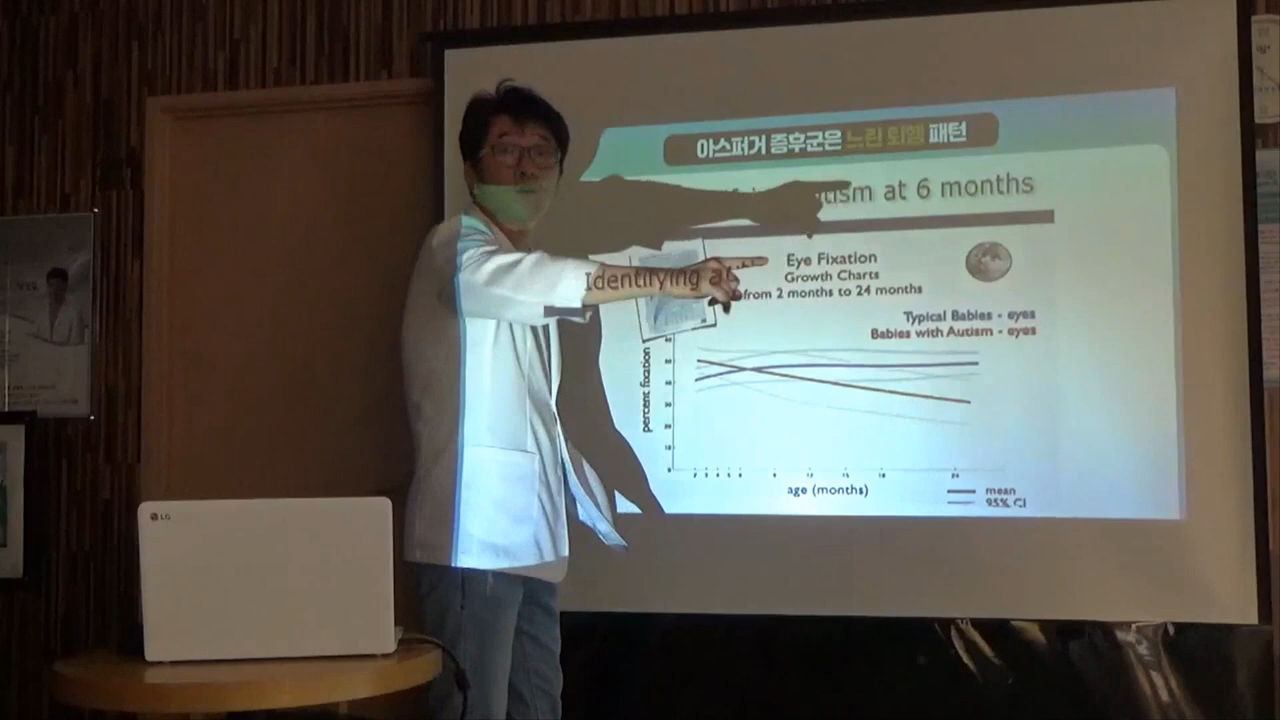 아스퍼거 증후군은 느린 퇴행 패턴
Identifying autism at 6 months
Eye Fixation
Growth Charts
from 2 months to 24 months
Typical Babies - eyes
Babies with Autism - eyes
percent fixation
age (months)
mean
95% CI
LG